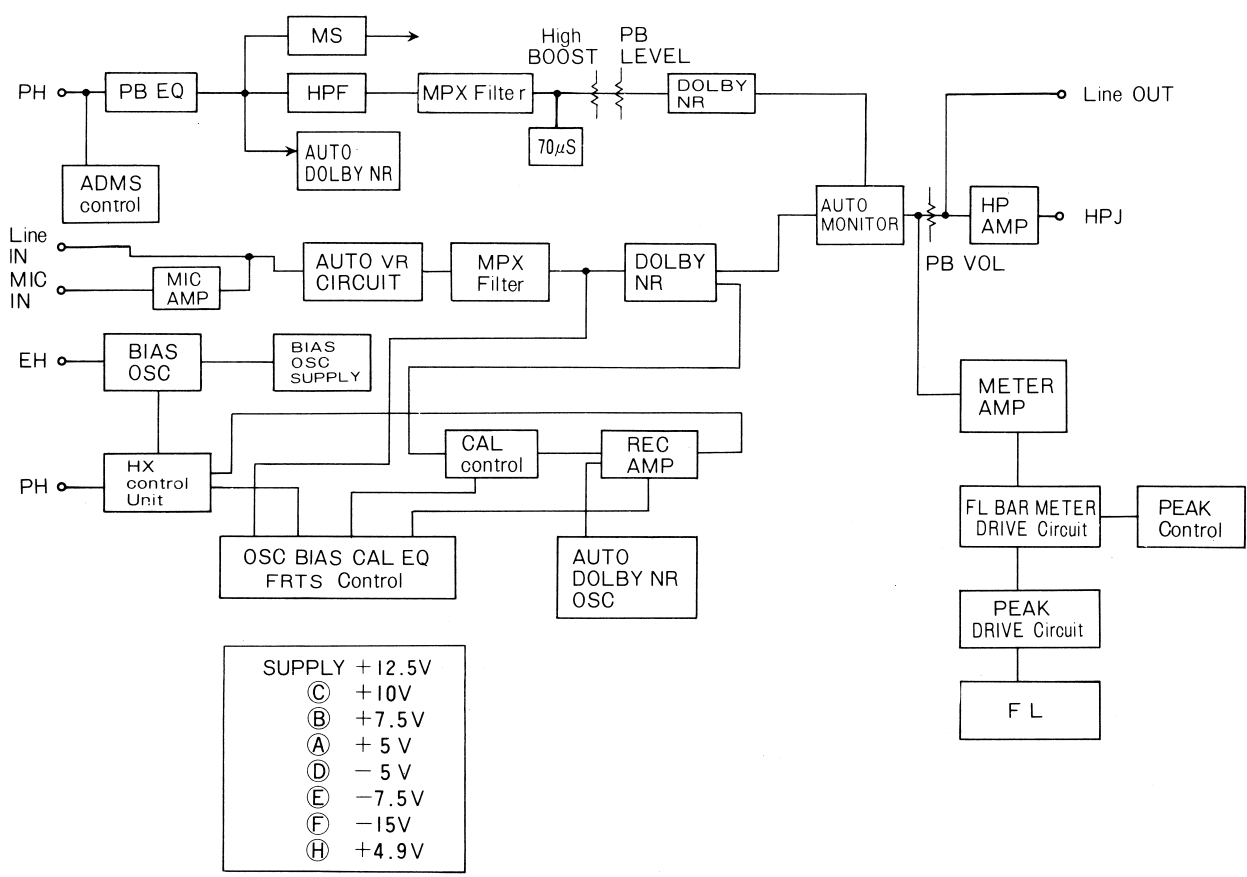 MS
High
BOOST
PB
LEVEL
PH
PB EQ
HPF
MPX Filter
DOLBY
NR
Line OUT
70μS
AUTO
DOLBY NR
ADMS
control
AUTO
MONITOR
HP
AMP
HPJ
PB VOL
Line
IN
MIC
IN
MIC
AMP
AUTO VR
CIRCUIT
MPX
Filter
DOLBY
NR
EH
BIAS
OSC
BIAS
OSC
SUPPLY
METER
AMP
PH
HX
control
Unit
CAL
control
REC
AMP
FL BAR METER
DRIVE Circuit
PEAK
Control
OSC BIAS CAL EQ
FRTS Control
AUTO
DOLBY NR
OSC
PEAK
DRIVE Circuit
FL
SUPPLY +12.5V
Ⓒ +10V
Ⓑ +7.5V
Ⓐ +5V
Ⓓ −5V
Ⓔ −7.5V
Ⓕ −15V
Ⓗ +4.9V